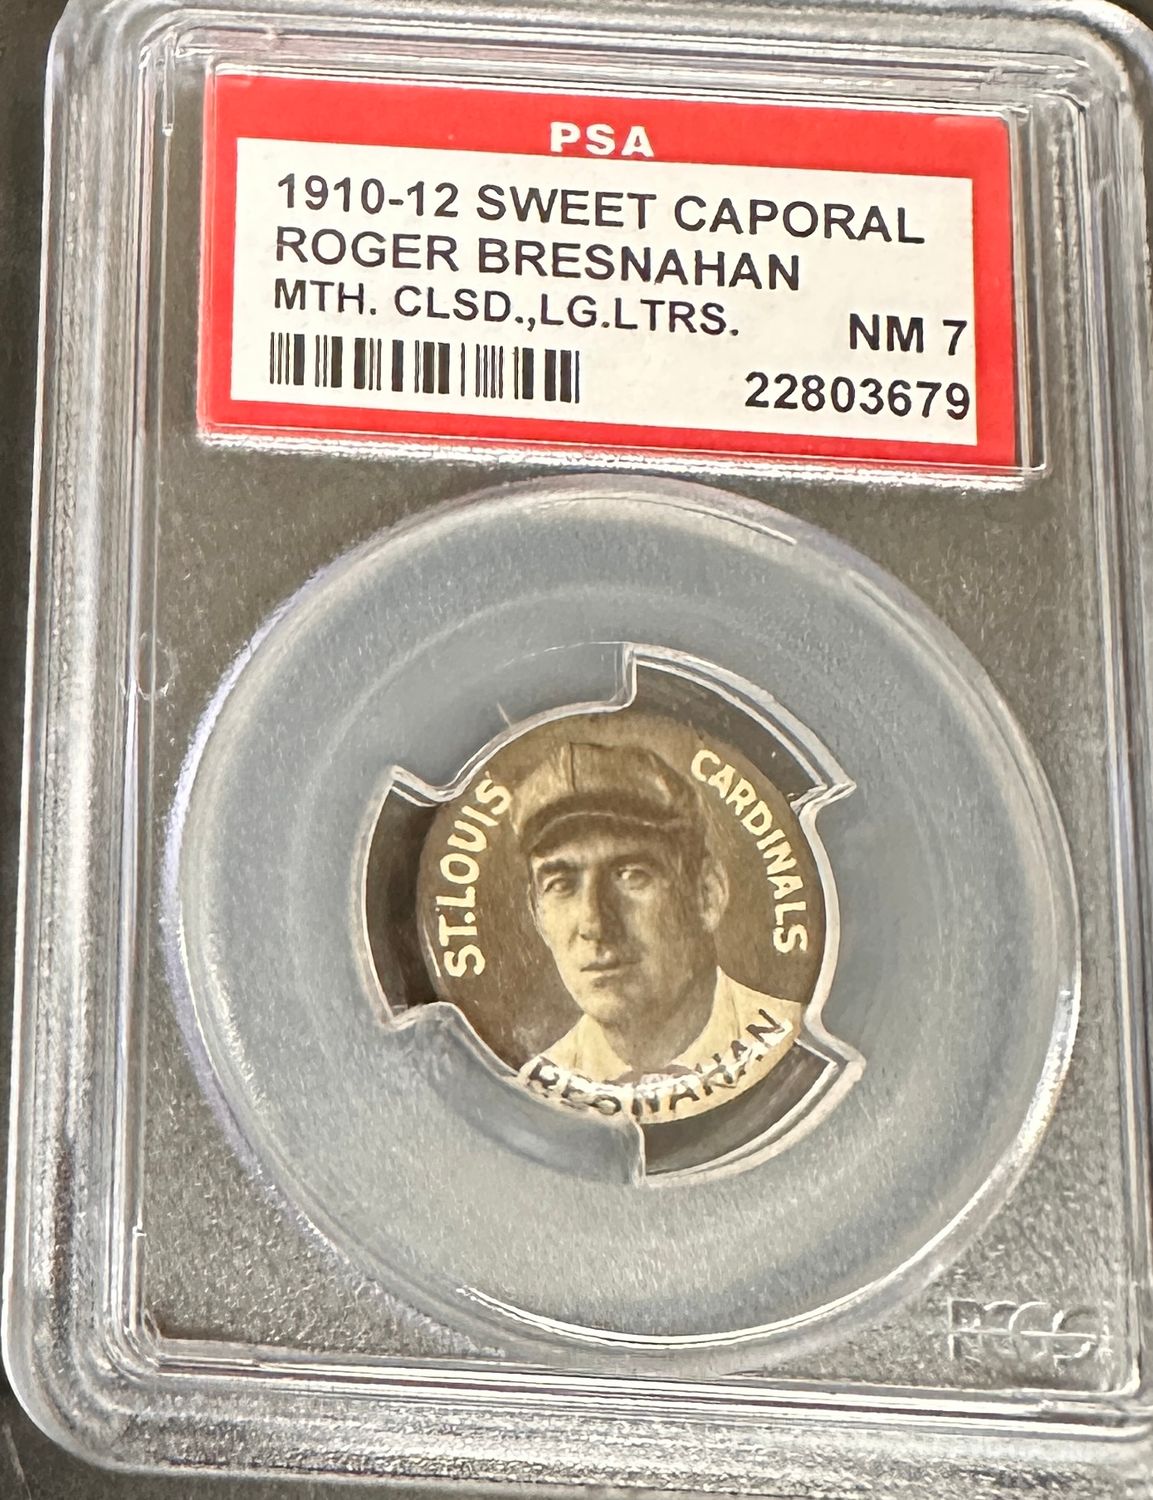 PSA
1910-12 SWEET CAPORAL
ROGER BRESNAHAN
MTH. CLSD.,LG.LTRS.
NM 7
22803679
ST.LOUIS
CARDINALS
BRESNAHAN